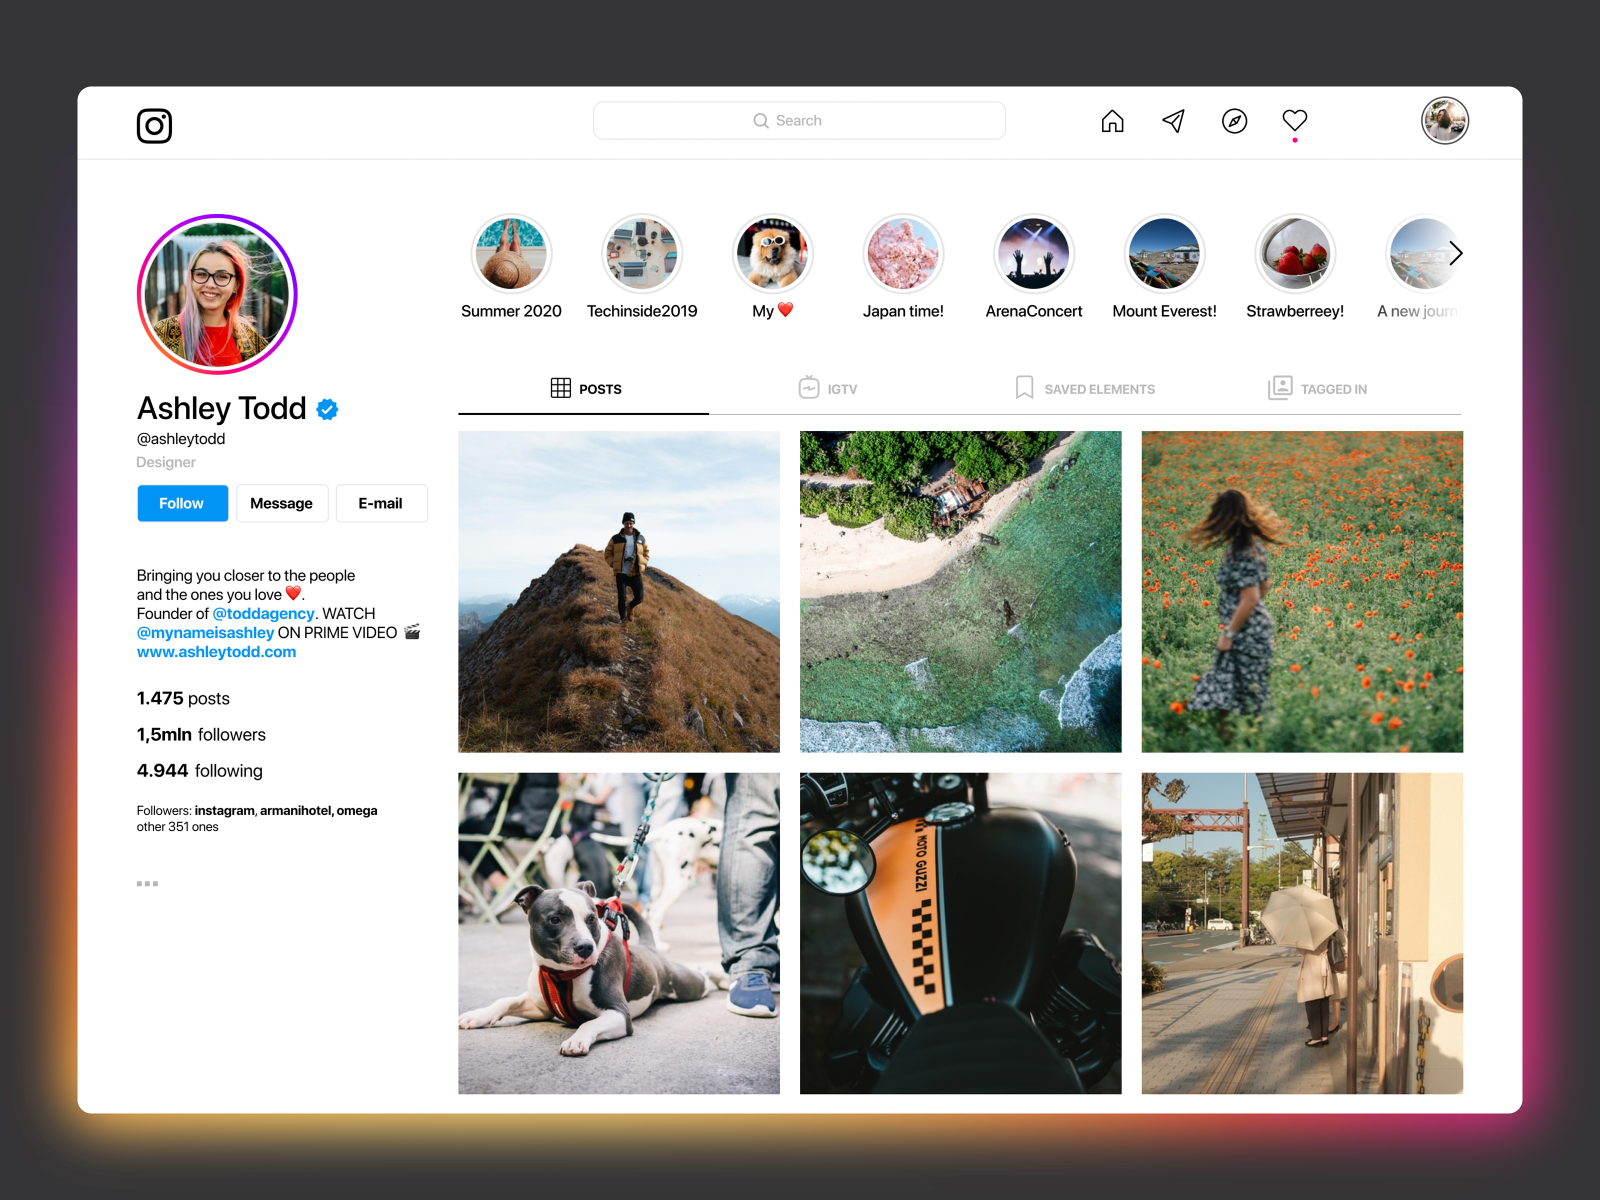 Search
Summer 2020
Techinside2019
My ❤️
Japan time!
ArenaConcert
Mount Everest!
Strawberreey!
A new journ
Ashley Todd
@ashleytodd
Designer
Follow
Message
E-mail
Bringing you closer to the people
and the ones you love ❤️.
Founder of @toddagency. WATCH
@mynameisashley ON PRIME VIDEO 🎬
www.ashleytodd.com
1.475 posts
1,5mln followers
4.944 following
Followers: instagram, armanihotel, omega
other 351 ones
POSTS
IGTV
SAVED ELEMENTS
TAGGED IN
MOTO GUZZI